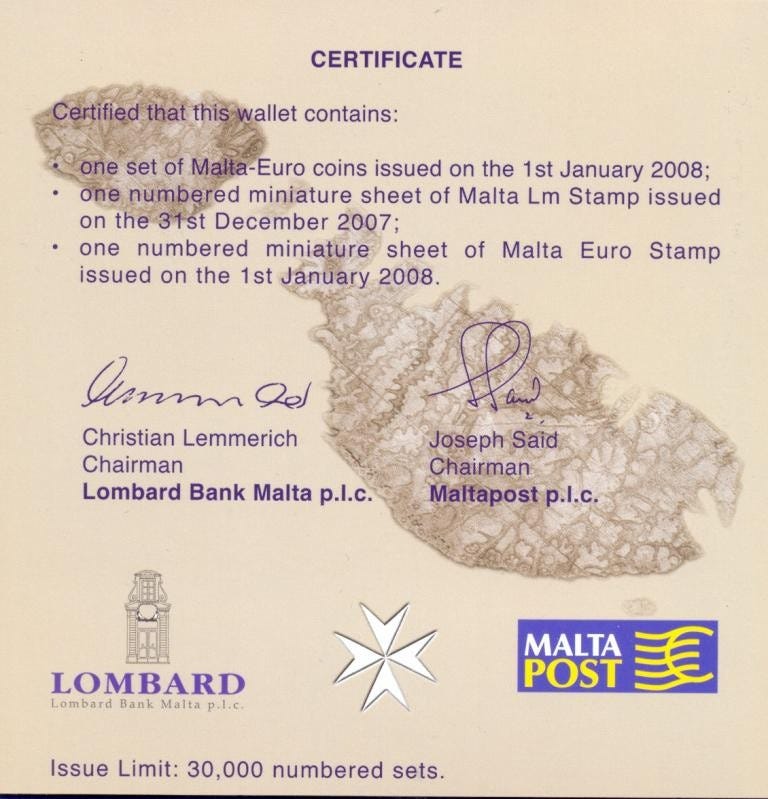 CERTIFICATE
Certified that this wallet contains:
• one set of Malta-Euro coins issued on the 1st January 2008;
• one numbered miniature sheet of Malta Lm Stamp issued
on the 31st December 2007;
• one numbered miniature sheet of Malta Euro Stamp
issued on the 1st January 2008.
Christian Lemmerich
Chairman
Lombard Bank Malta p.l.c.
Joseph Said
Chairman
Maltapost p.l.c.
LOMBARD
Lombard Bank Malta p.l.c.
MALTA
POST
Issue Limit: 30,000 numbered sets.